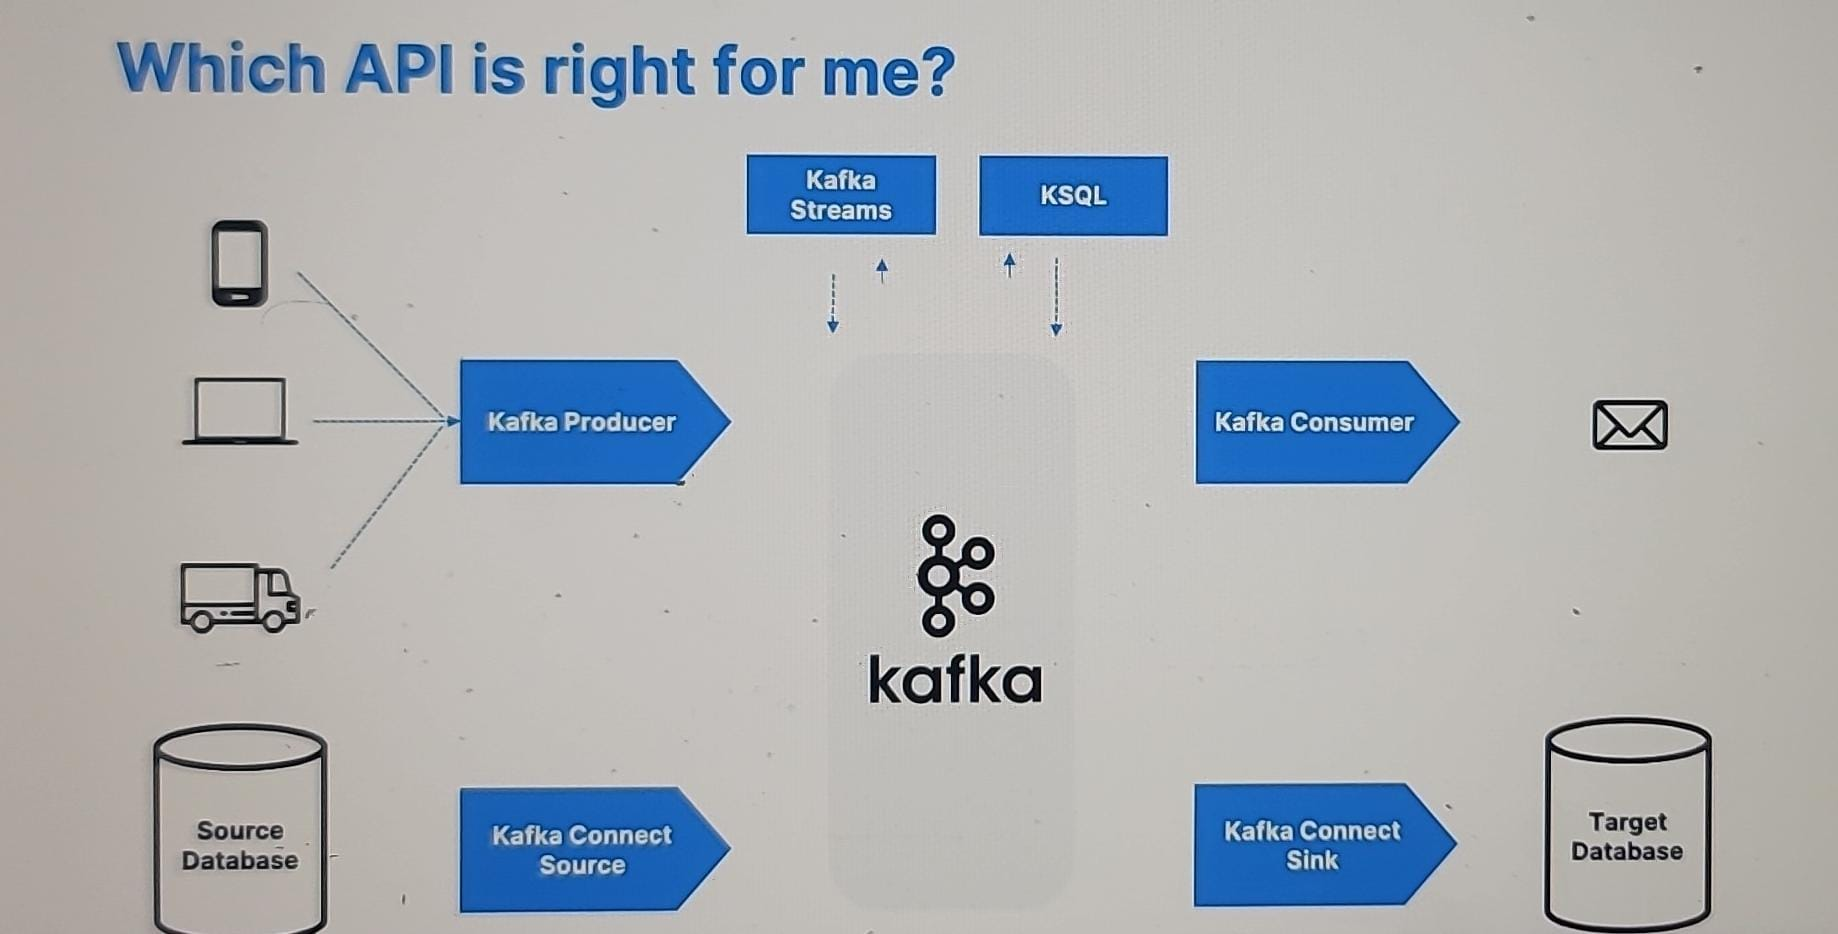 Which API is right for me?
Kafka
Streams
KSQL
Kafka Producer
Kafka Consumer
kafka
Source
Database
Kafka Connect
Source
Kafka Connect
Sink
Target
Database